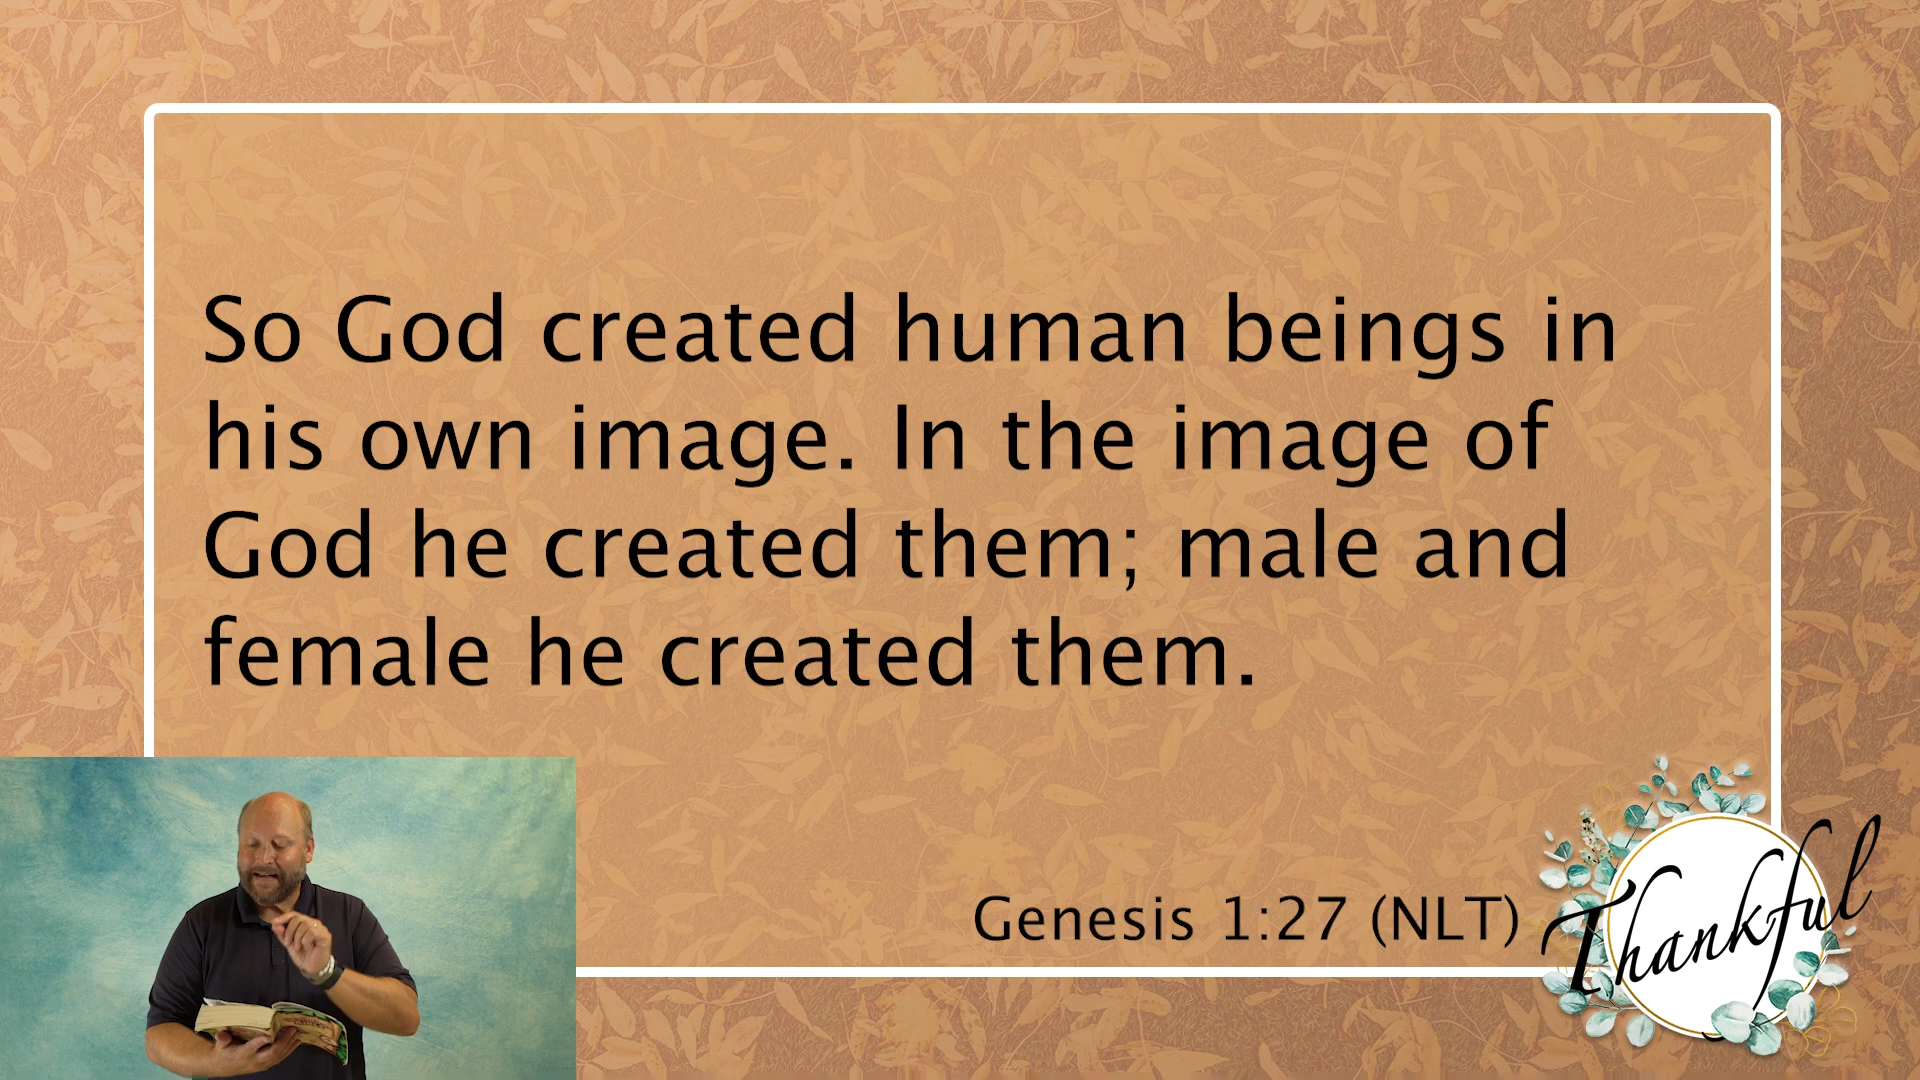 So God created human beings in
his own image. In the image of
God he created them; male and
female he created them.
Genesis 1:27 (NLT)
Thankful